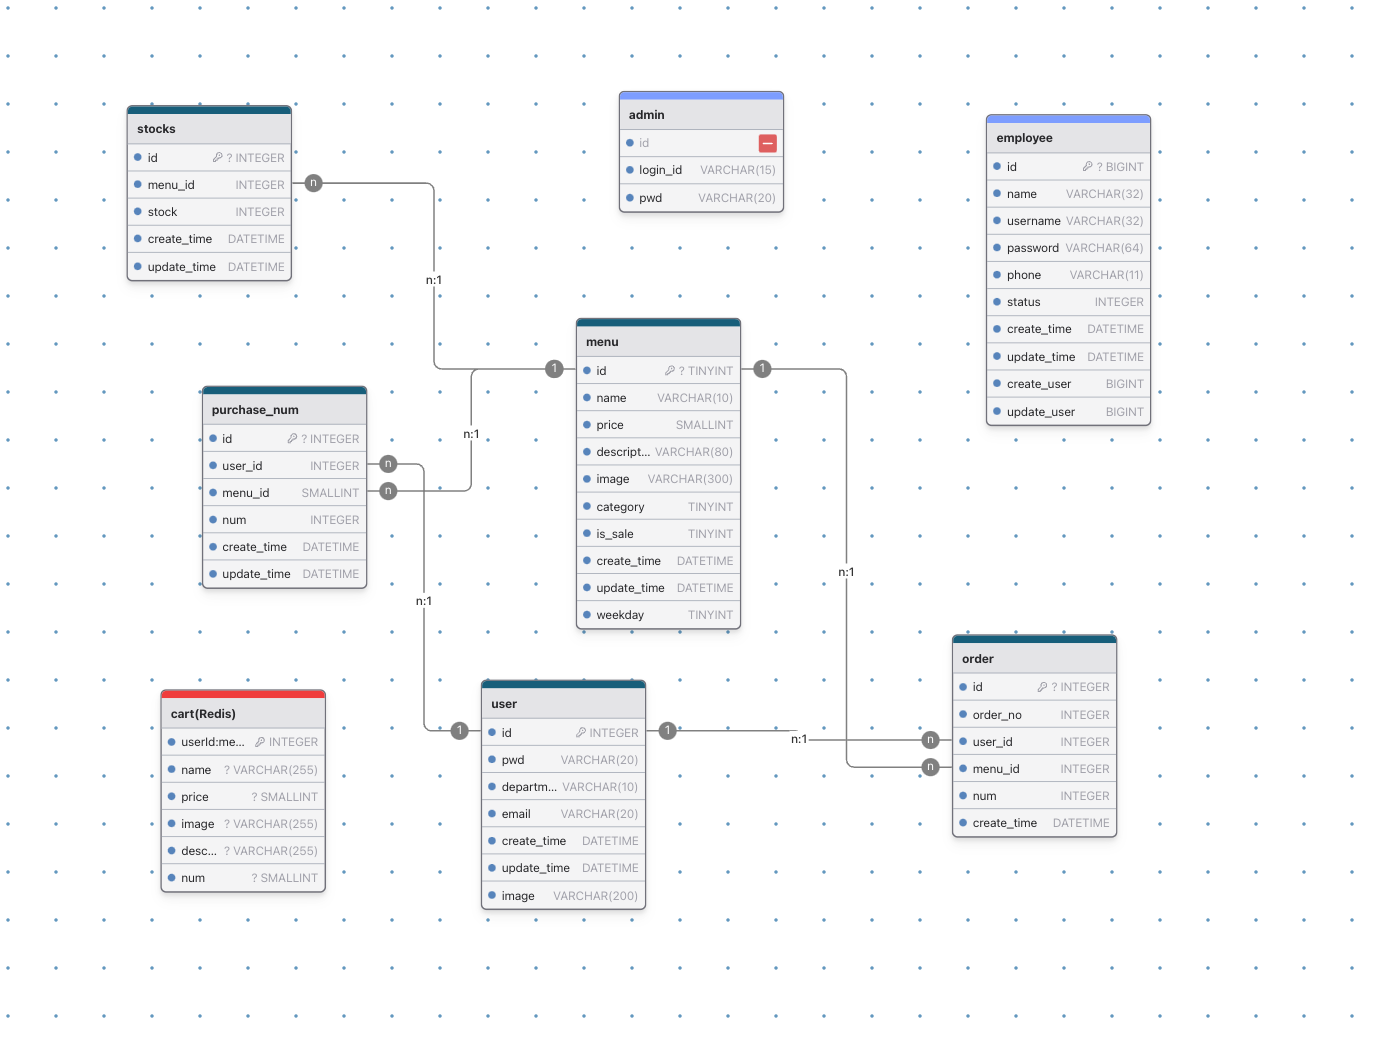 stocks
id ? INTEGER
menu_id INTEGER
stock INTEGER
create_time DATETIME
update_time DATETIME
n
n:1
admin
id
login_id VARCHAR(15)
pwd VARCHAR(20)
employee
id ? BIGINT
name VARCHAR(32)
username VARCHAR(32)
password VARCHAR(64)
phone VARCHAR(11)
status INTEGER
create_time DATETIME
update_time DATETIME
create_user BIGINT
update_user BIGINT
menu
1
1
id ? TINYINT
name VARCHAR(10)
price SMALLINT
descript... VARCHAR(80)
image VARCHAR(300)
category TINYINT
is_sale TINYINT
create_time DATETIME
update_time DATETIME
weekday TINYINT
purchase_num
id ? INTEGER
user_id INTEGER
menu_id SMALLINT
num INTEGER
create_time DATETIME
update_time DATETIME
n
n
n:1
n:1
n:1
cart(Redis)
userId:me... INTEGER
name ? VARCHAR(255)
price ? SMALLINT
image ? VARCHAR(255)
desc... ? VARCHAR(255)
num ? SMALLINT
user
1
1
id INTEGER
pwd VARCHAR(20)
departm... VARCHAR(10)
email VARCHAR(20)
create_time DATETIME
update_time DATETIME
image VARCHAR(200)
n:1
n
n
order
id ? INTEGER
order_no INTEGER
user_id INTEGER
menu_id INTEGER
num INTEGER
create_time DATETIME